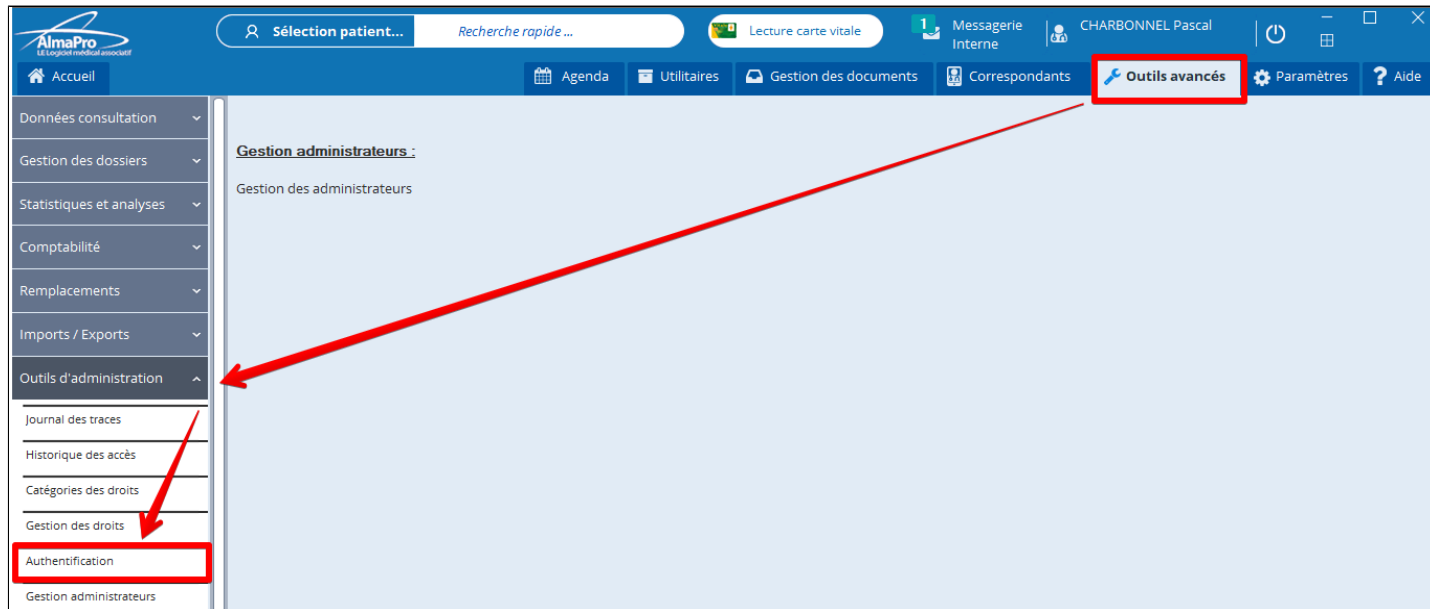 AlmaPro
LE Logiciel médical associatif
Sélection patient...
Recherche rapide ...
Lecture carte vitale
1
Messagerie
Interne
CHARBONNEL Pascal
Accueil
Agenda
Utilitaires
Gestion des documents
Correspondants
Outils avancés
Paramètres
? Aide
Données consultation
Gestion des dossiers
Statistiques et analyses
Comptabilité
Remplacements
Imports / Exports
Outils d'administration
Journal des traces
Historique des accès
Catégories des droits
Gestion des droits
Authentification
Gestion administrateurs
Gestion administrateurs :
Gestion des administrateurs